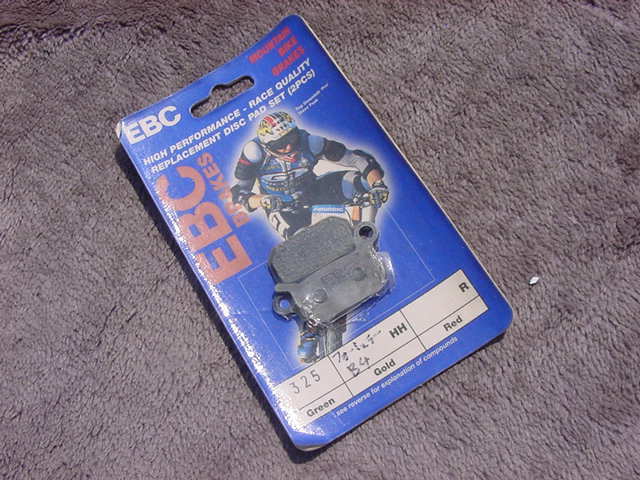 MOUNTAIN
BIKE
BRAKES
EBC
HIGH PERFORMANCE - RACE QUALITY
REPLACEMENT DISC PAD SET (2PCS)
EBC
BRAKES
325
HH
R
B4
Green
Gold
Red
see reverse for explanation of compounds